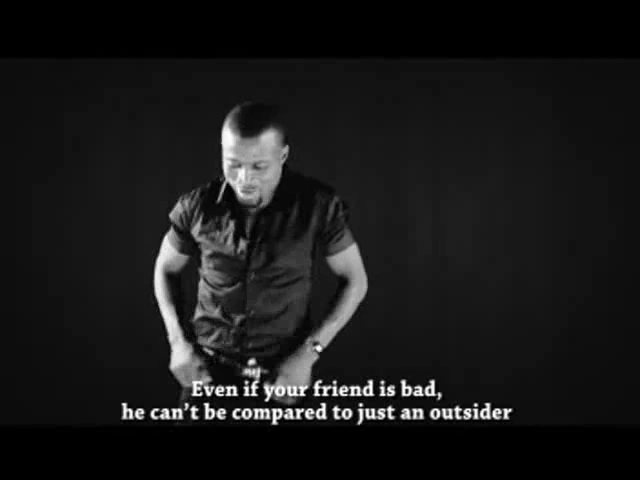 Even if your friend is bad,
he can't be compared to just an outsider